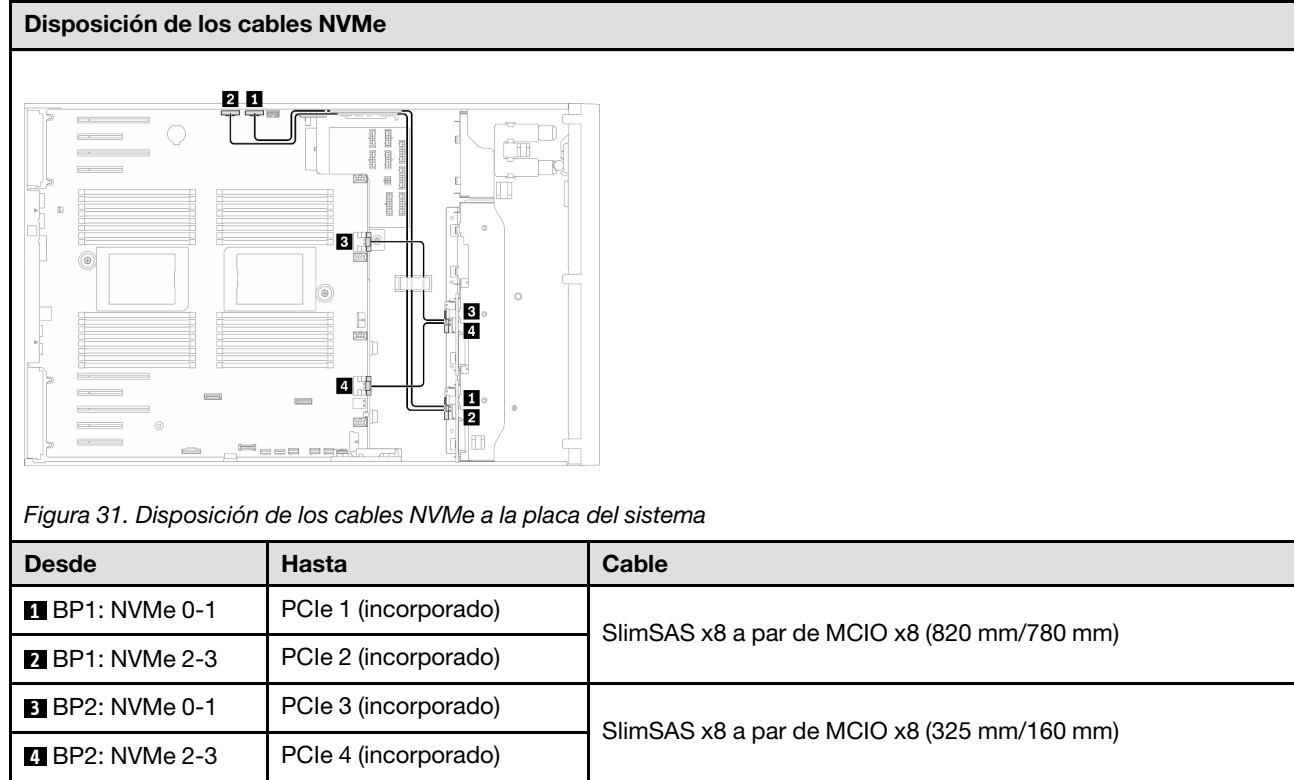 Disposición de los cables NVMe
2 1
3
3
4
4
1
2
Figura 31. Disposición de los cables NVMe a la placa del sistema
Desde Hasta Cable
1 BP1: NVMe 0-1 PCIe 1 (incorporado)
SlimSAS x8 a par de MCIO x8 (820 mm/780 mm)
2 BP1: NVMe 2-3 PCIe 2 (incorporado)
3 BP2: NVMe 0-1 PCIe 3 (incorporado)
SlimSAS x8 a par de MCIO x8 (325 mm/160 mm)
4 BP2: NVMe 2-3 PCIe 4 (incorporado)